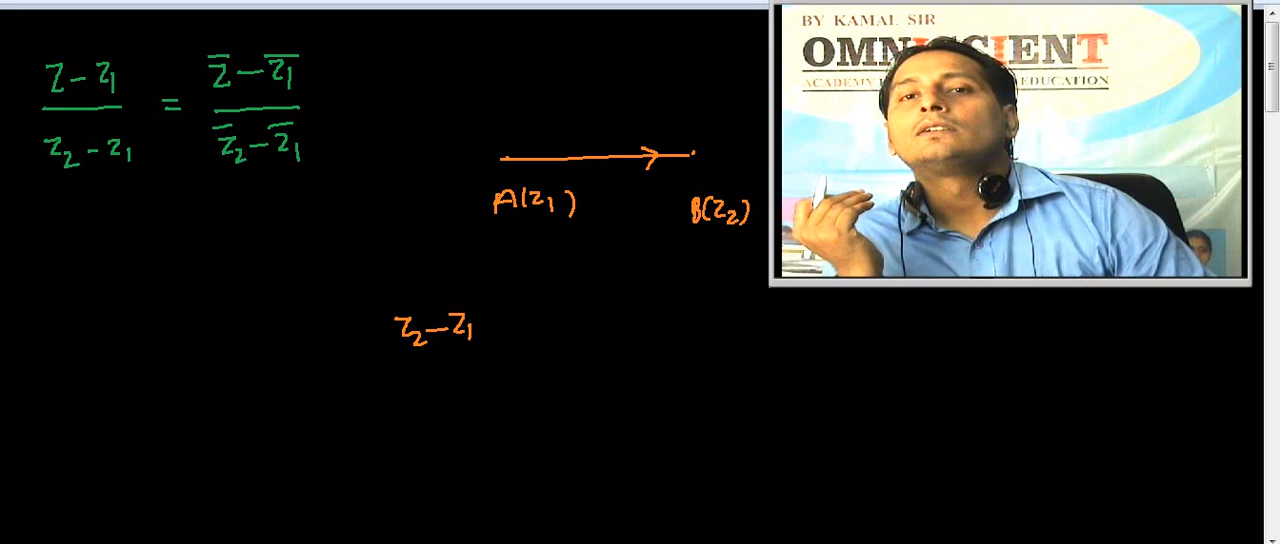 BY KAMAL SIR
OMNISCIENT
ACADEMY EDUCATION
z - z₁ / z₂ - z₁ = z̅ - z̅₁ / z̅₂ - z̅₁
A(z₁) B(z₂)
z₂ - z₁